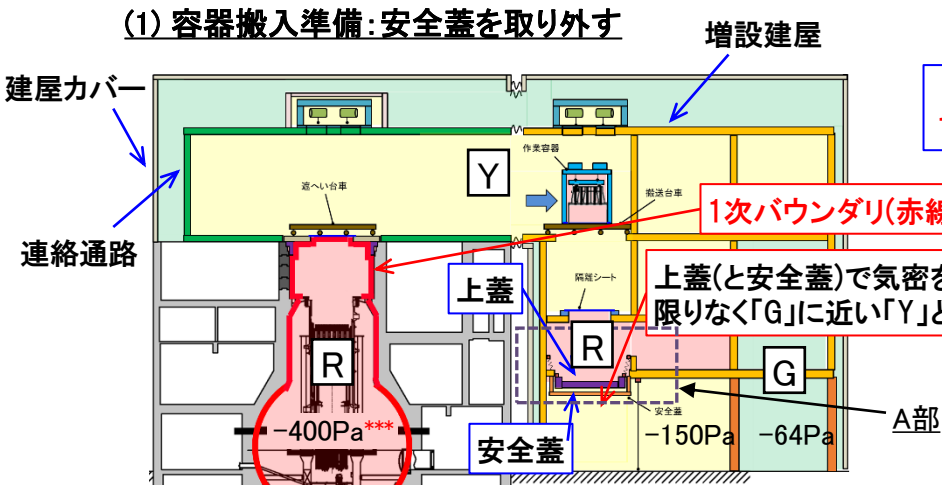 (1) 容器搬入準備:安全蓋を取り外す
増設建屋
建屋カバー
作業容器
Y
遮へい台車
搬送台車
1次バウンダリ(赤線
連絡通路
上蓋
隔離シート
上蓋(と安全蓋)で気密を
限りなく「G」に近い「Y」と
R
R
G
安全蓋
A部
-400Pa***
-150Pa
-64Pa
安全蓋